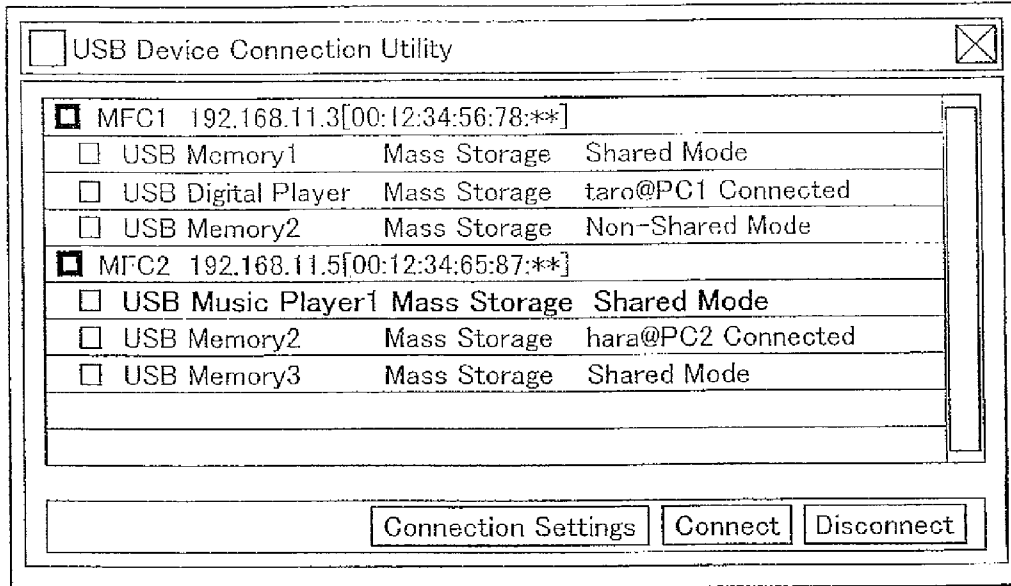 USB Device Connection Utility
MFC1 192.168.11.3[00:12:34:56:78:**]
USB Memory1 Mass Storage Shared Mode
USB Digital Player Mass Storage taro@PC1 Connected
USB Memory2 Mass Storage Non-Shared Mode
MFC2 192.168.11.5[00:12:34:65:87:**]
USB Music Player1 Mass Storage Shared Mode
USB Memory2 Mass Storage hara@PC2 Connected
USB Memory3 Mass Storage Shared Mode
Connection Settings Connect Disconnect